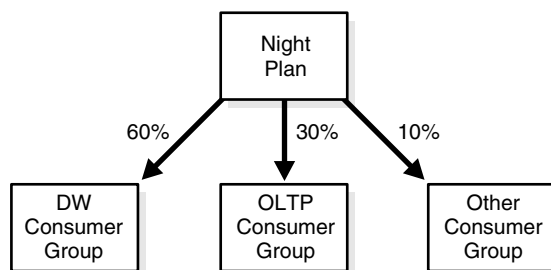 Night
Plan
60%
30%
10%
DW
Consumer
Group
OLTP
Consumer
Group
Other
Consumer
Group